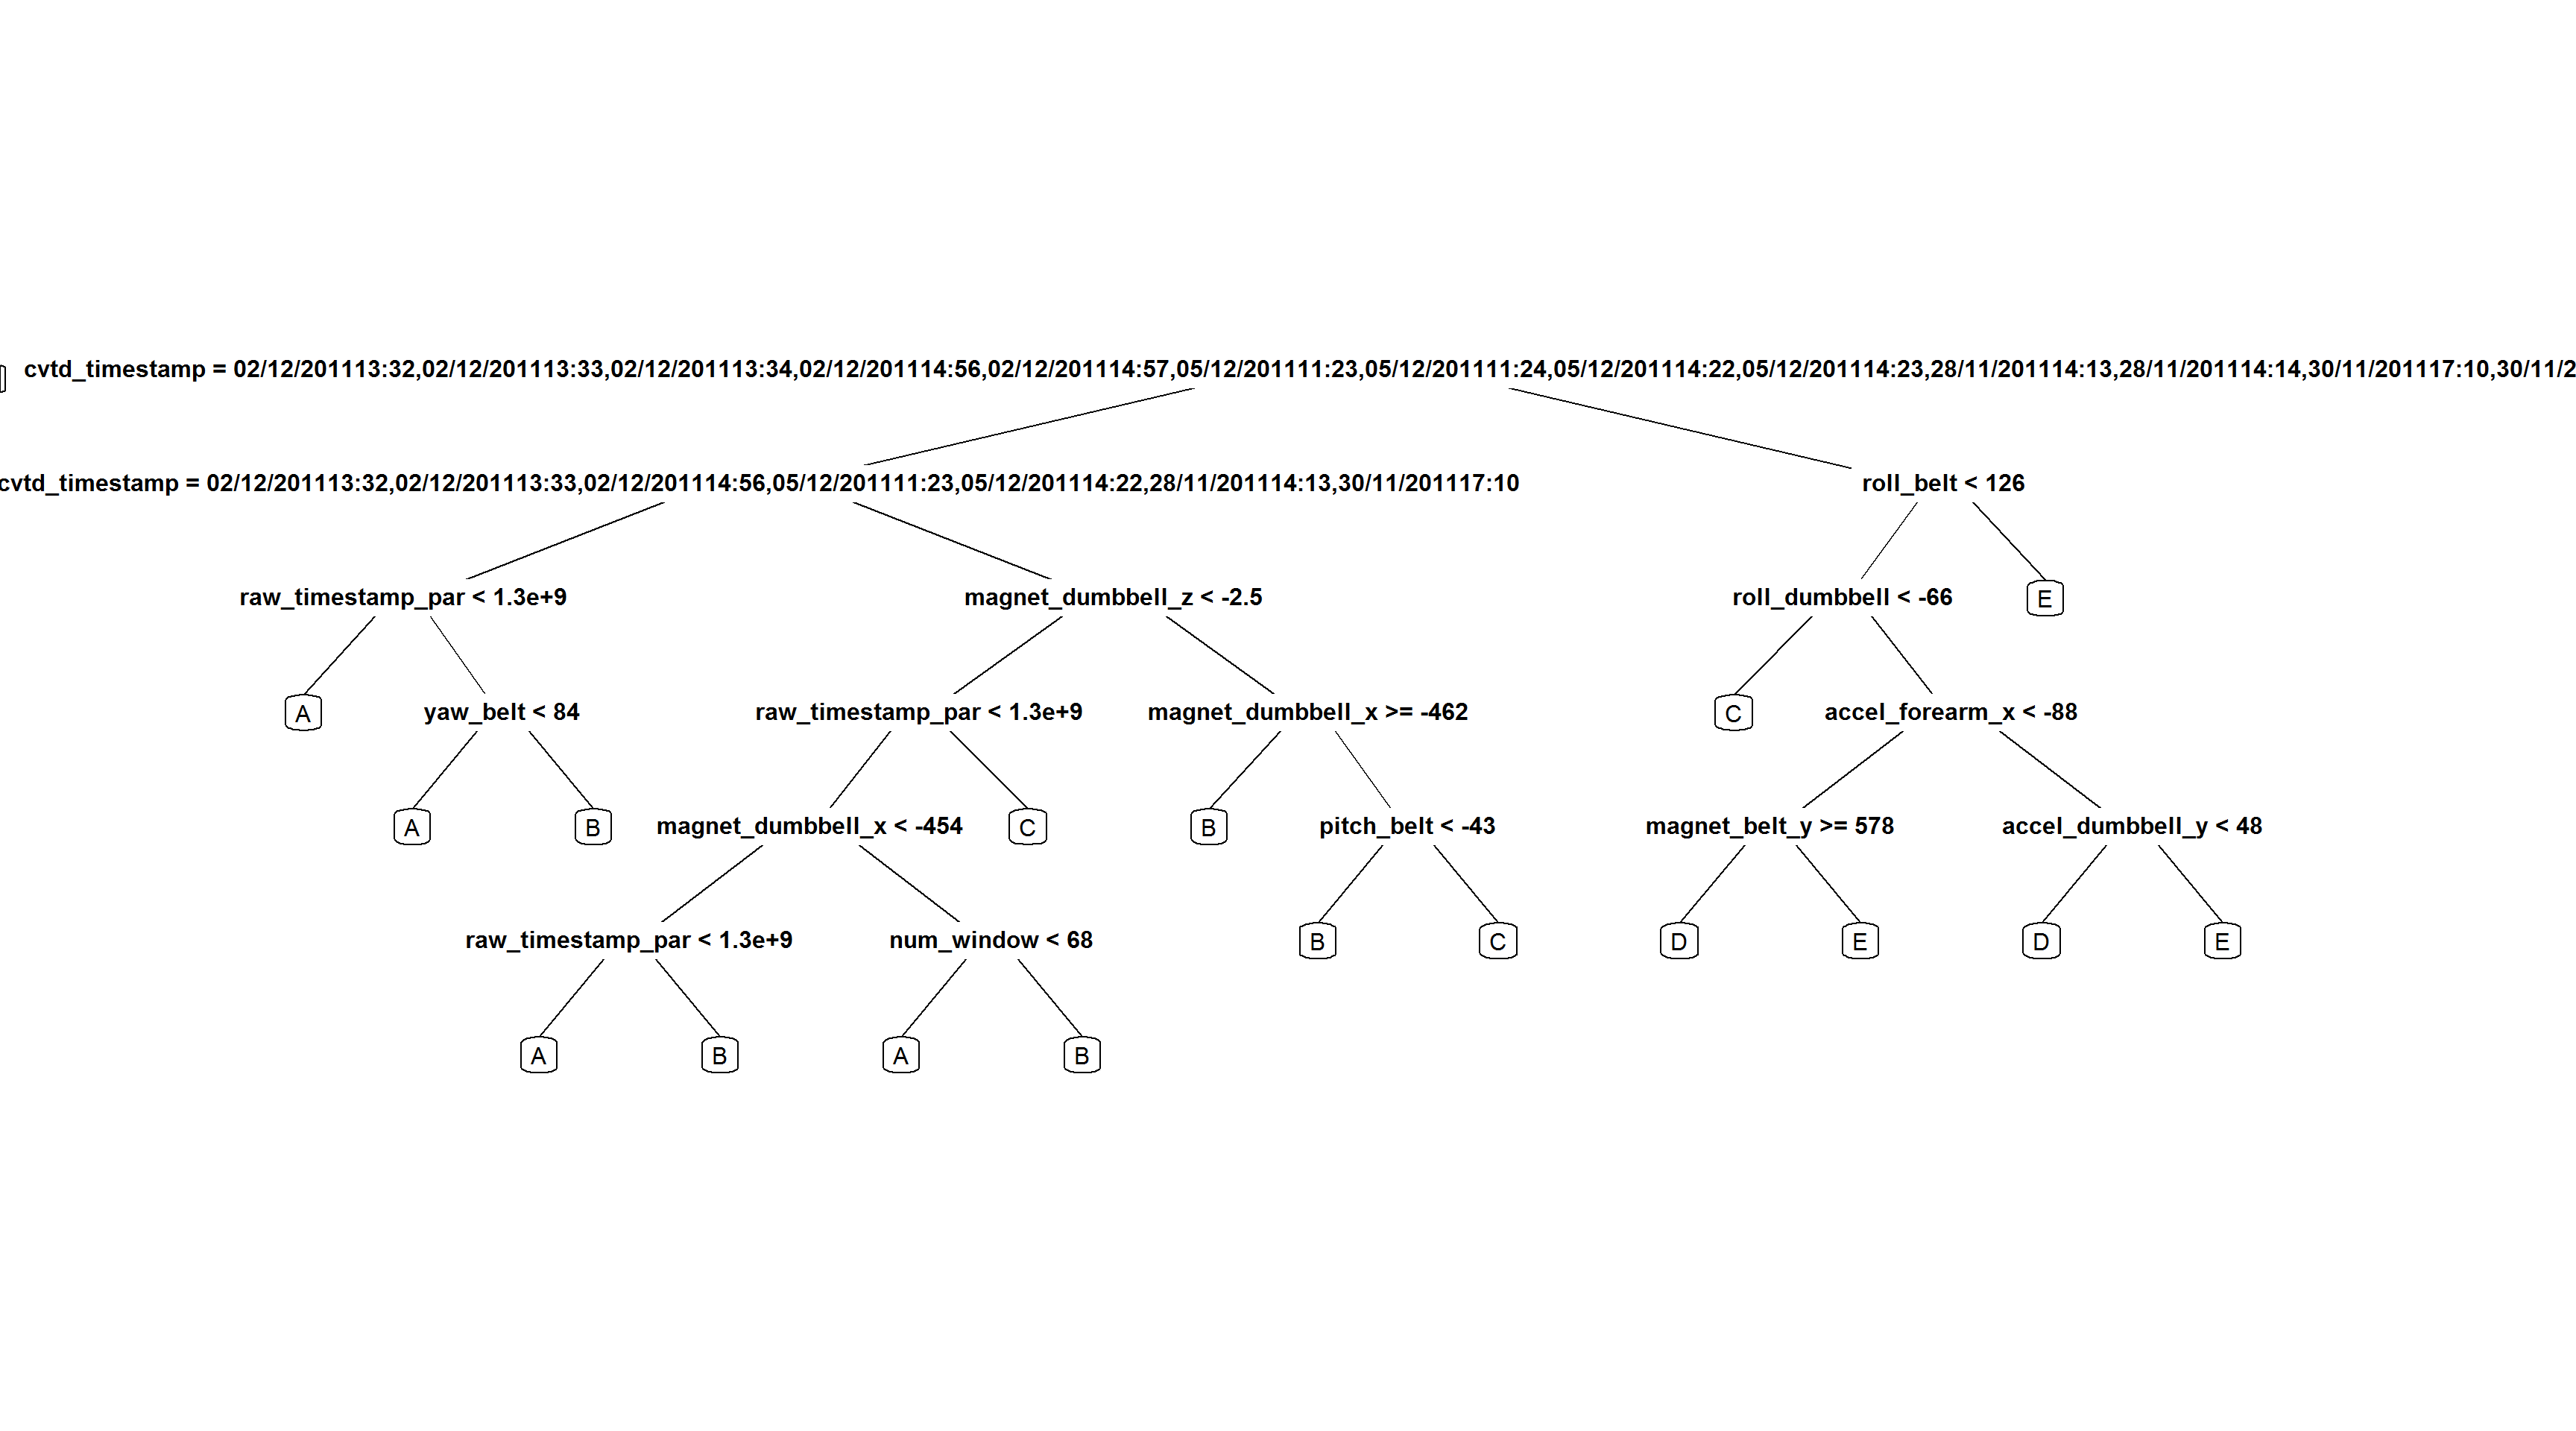 cvtd_timestamp = 02/12/201113:32,02/12/201113:33,02/12/201113:34,02/12/201114:56,02/12/201114:57,05/12/201111:23,05/12/201111:24,05/12/201114:22,05/12/201114:23,28/11/201114:13,28/11/201114:14,30/11/201117:10,30/11/2
cvtd_timestamp = 02/12/201113:32,02/12/201113:33,02/12/201114:56,05/12/201111:23,05/12/201114:22,28/11/201114:13,30/11/201117:10
roll_belt < 126
raw_timestamp_par < 1.3e+9
magnet_dumbbell_z < -2.5
roll_dumbbell < -66
E
A
yaw_belt < 84
raw_timestamp_par < 1.3e+9
magnet_dumbbell_x >= -462
C
accel_forearm_x < -88
A
B
magnet_dumbbell_x < -454
C
B
pitch_belt < -43
magnet_belt_y >= 578
accel_dumbbell_y < 48
raw_timestamp_par < 1.3e+9
num_window < 68
B
C
D
E
D
E
A
B
A
B